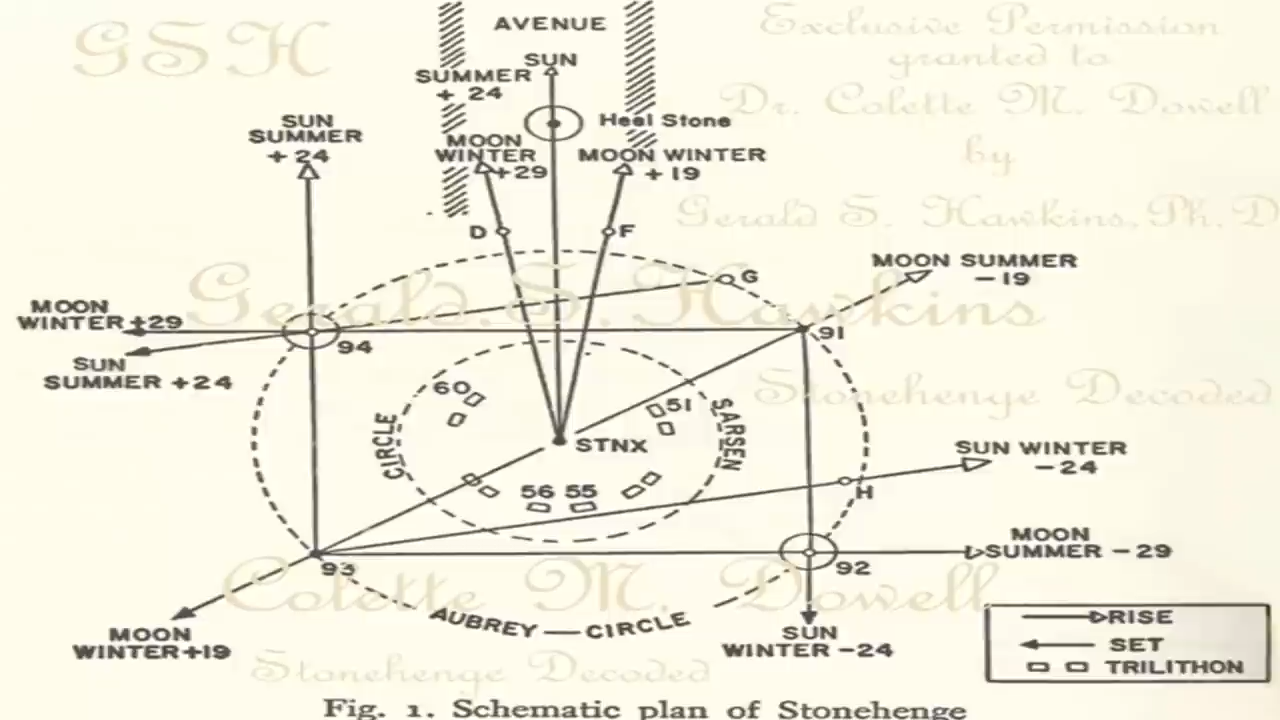 GSH
Exclusive Permission
granted to
Dr. Colette M. Dowell
by
Gerald S. Hawkins, Ph.D
AVENUE
SUN
SUMMER
+ 24
Heal Stone
SUN
SUMMER
+ 24
MOON
WINTER
+29
MOON WINTER
+ 19
D
F
G
MOON SUMMER
-19
Gerald. S. Hawkins
MOON
WINTER +29
94
91
SUN
SUMMER +24
Stonehenge Decoded
60
51
CIRCLE
SARSEN
STNX
SUN WINTER
-24
56 55
H
MOON
SUMMER -29
93
92
Colette M. Dowell
AUBREY — CIRCLE
MOON
WINTER +19
SUN
WINTER -24
RISE
SET
TRILITHON
Stonehenge Decoded
Fig. 1. Schematic plan of Stonehenge